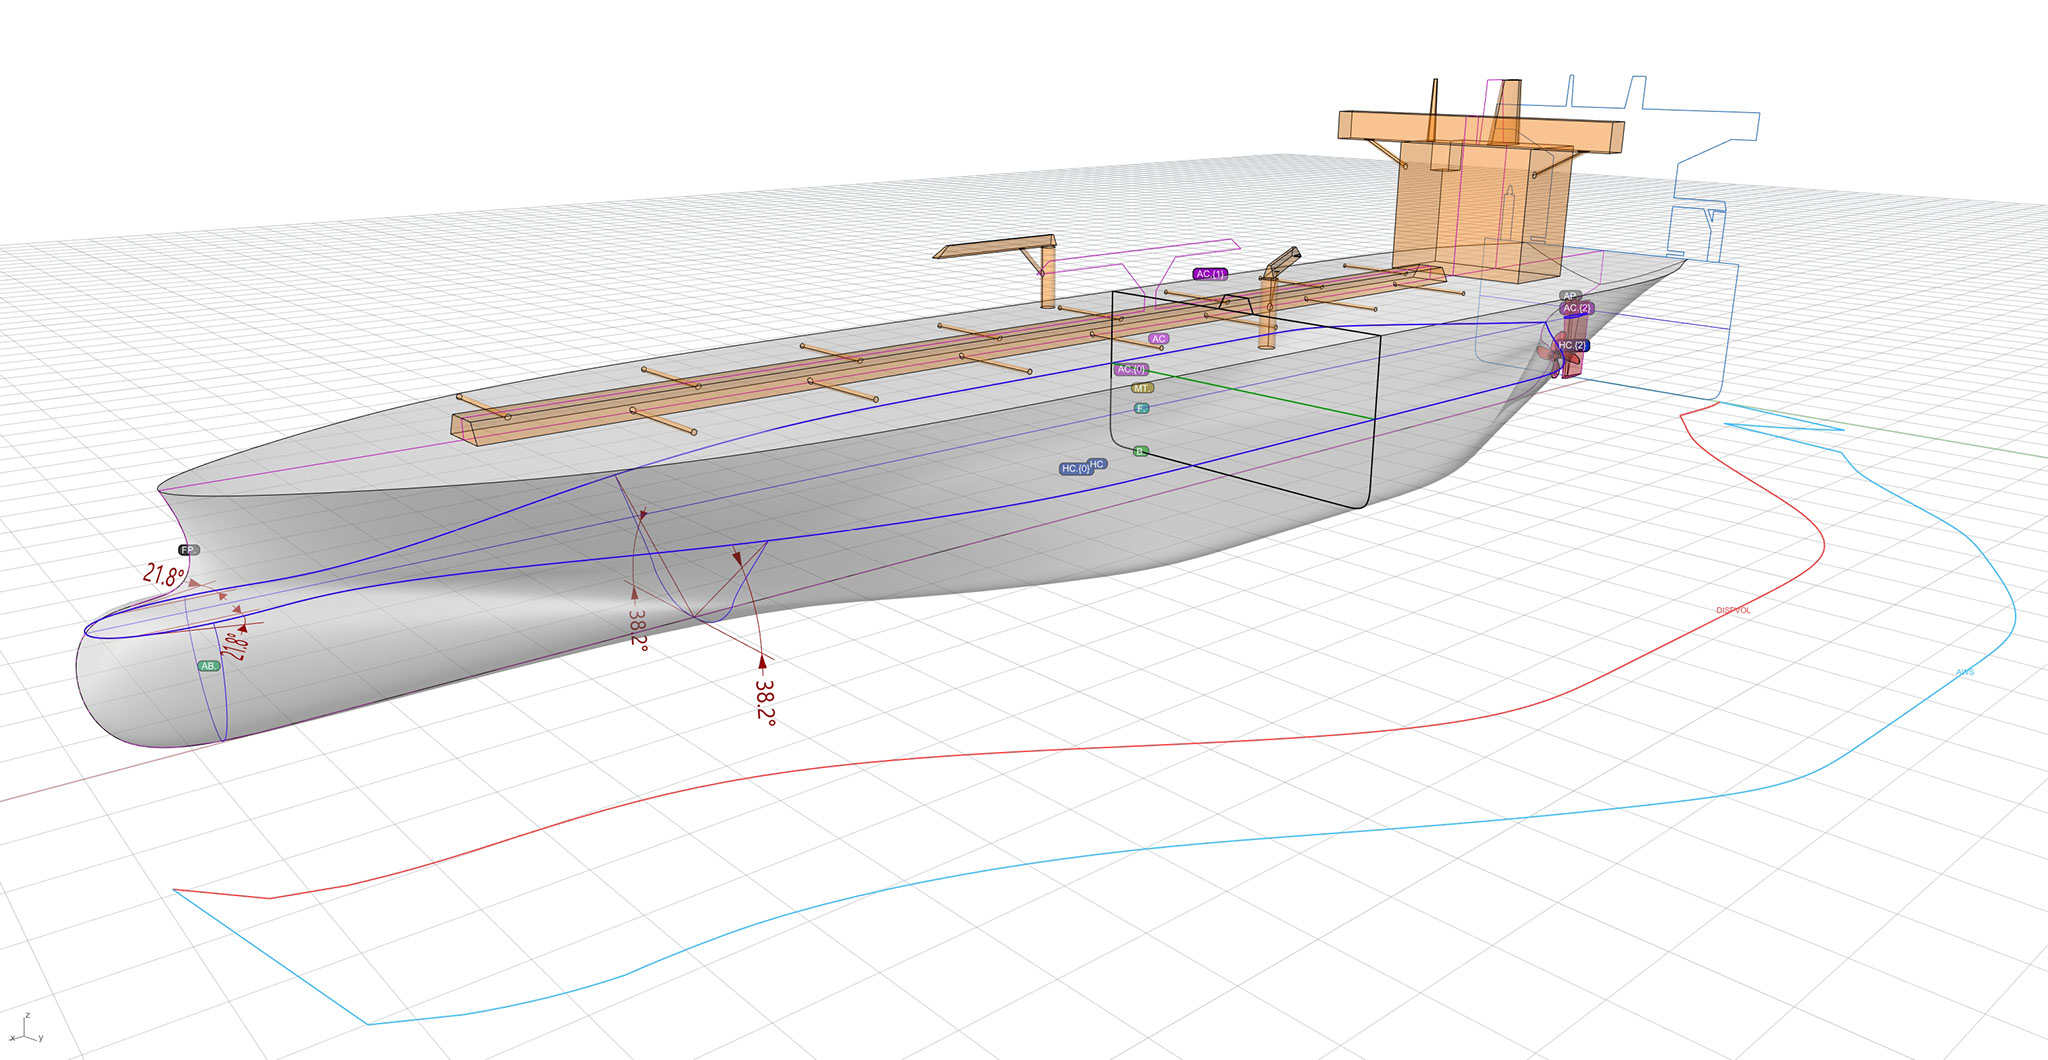 AC.{1}
AP.
AC.{2}
AC
HC.{2}
AC.{0}
MT.
F.
B.
HC.{0}
HC
FP.
21.8°
21.8°
AB.
38.2°
38.2°
DISPVOL
AWS
z
x
y